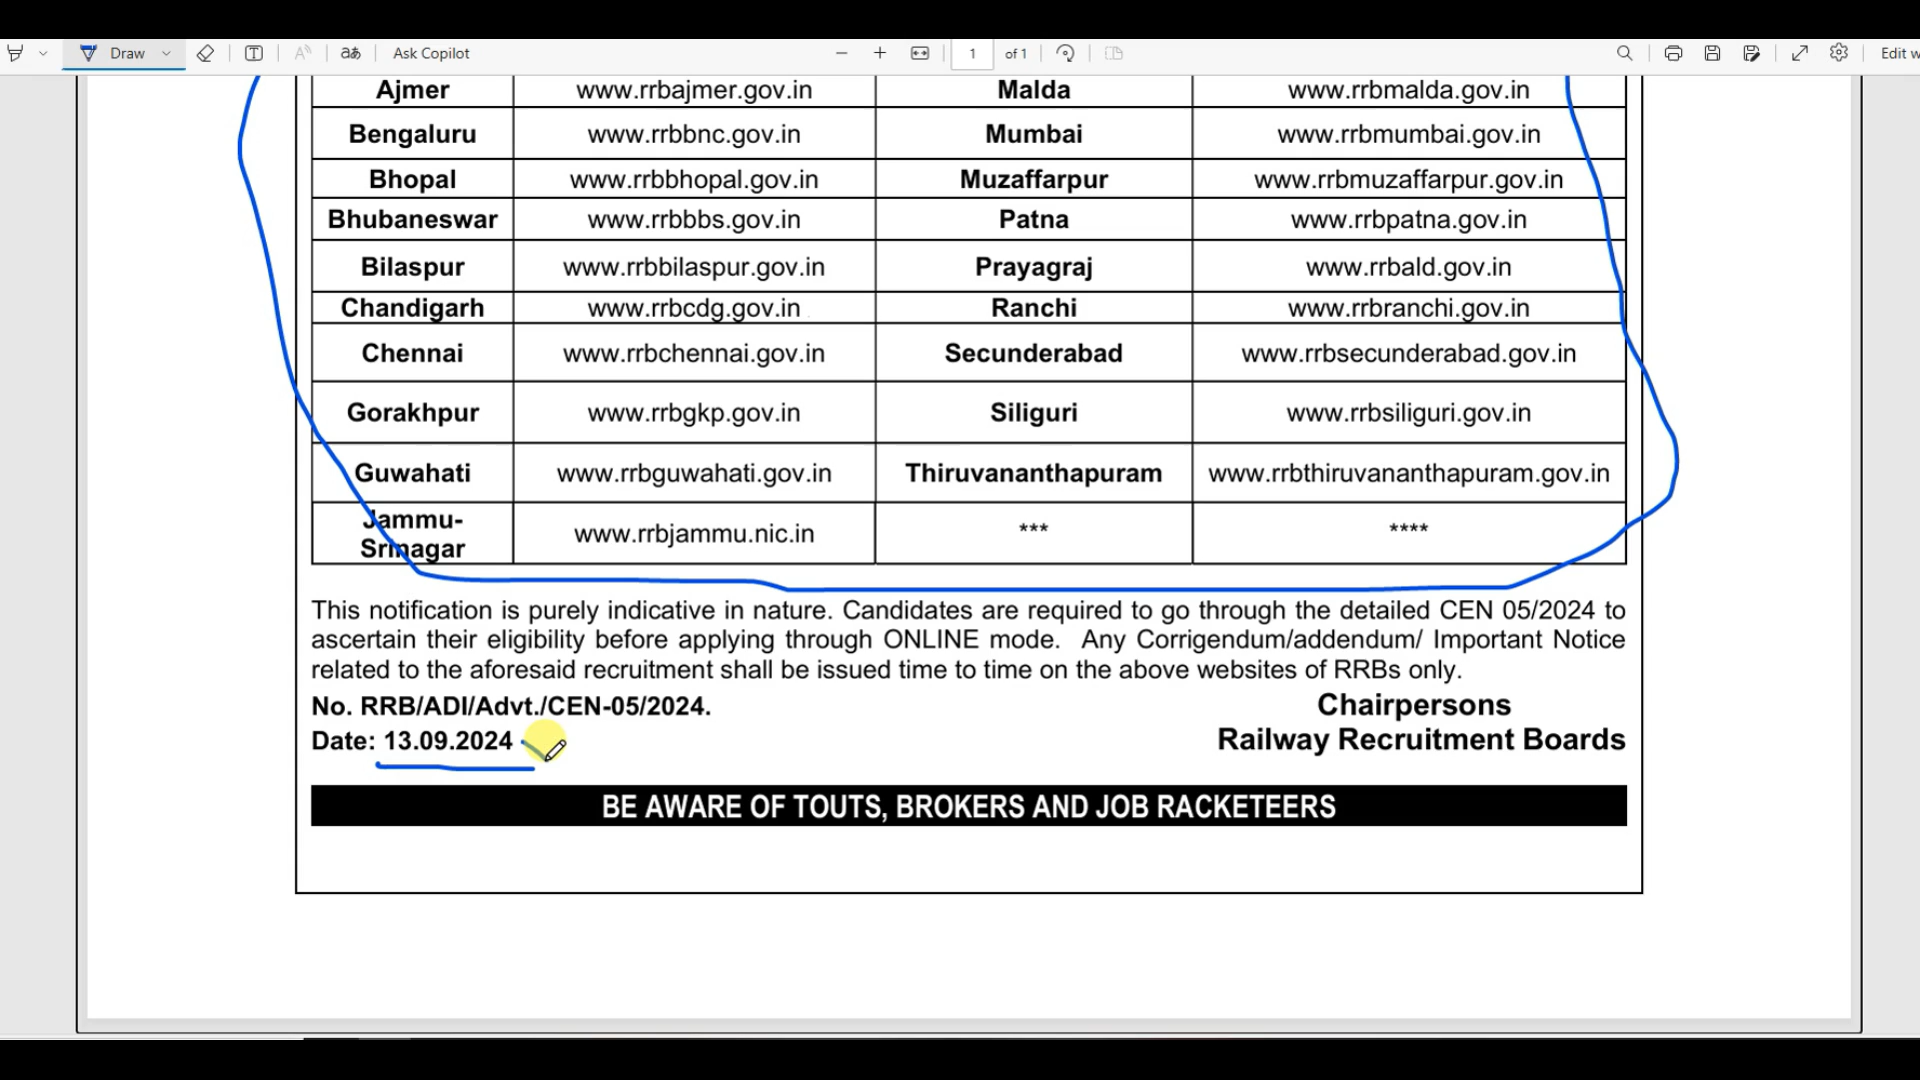 Draw
Ask Copilot
1 of 1
Edit w
Ajmer www.rrbajmer.gov.in Malda www.rrbmalda.gov.in
Bengaluru www.rrbbnc.gov.in Mumbai www.rrbmumbai.gov.in
Bhopal www.rrbbhopal.gov.in Muzaffarpur www.rrbmuzaffarpur.gov.in
Bhubaneswar www.rrbbbs.gov.in Patna www.rrbpatna.gov.in
Bilaspur www.rrbbilaspur.gov.in Prayagraj www.rrbald.gov.in
Chandigarh www.rrbcdg.gov.in Ranchi www.rrbranchi.gov.in
Chennai www.rrbchennai.gov.in Secunderabad www.rrbsecunderabad.gov.in
Gorakhpur www.rrbgkp.gov.in Siliguri www.rrbsiliguri.gov.in
Guwahati www.rrbguwahati.gov.in Thiruvananthapuram www.rrbthiruvananthapuram.gov.in
Jammu-
Srinagar www.rrbjammu.nic.in *** ****
This notification is purely indicative in nature. Candidates are required to go through the detailed CEN 05/2024 to
ascertain their eligibility before applying through ONLINE mode. Any Corrigendum/addendum/ Important Notice
related to the aforesaid recruitment shall be issued time to time on the above websites of RRBs only.
No. RRB/ADI/Advt./CEN-05/2024. Chairpersons
Date: 13.09.2024 Railway Recruitment Boards
BE AWARE OF TOUTS, BROKERS AND JOB RACKETEERS